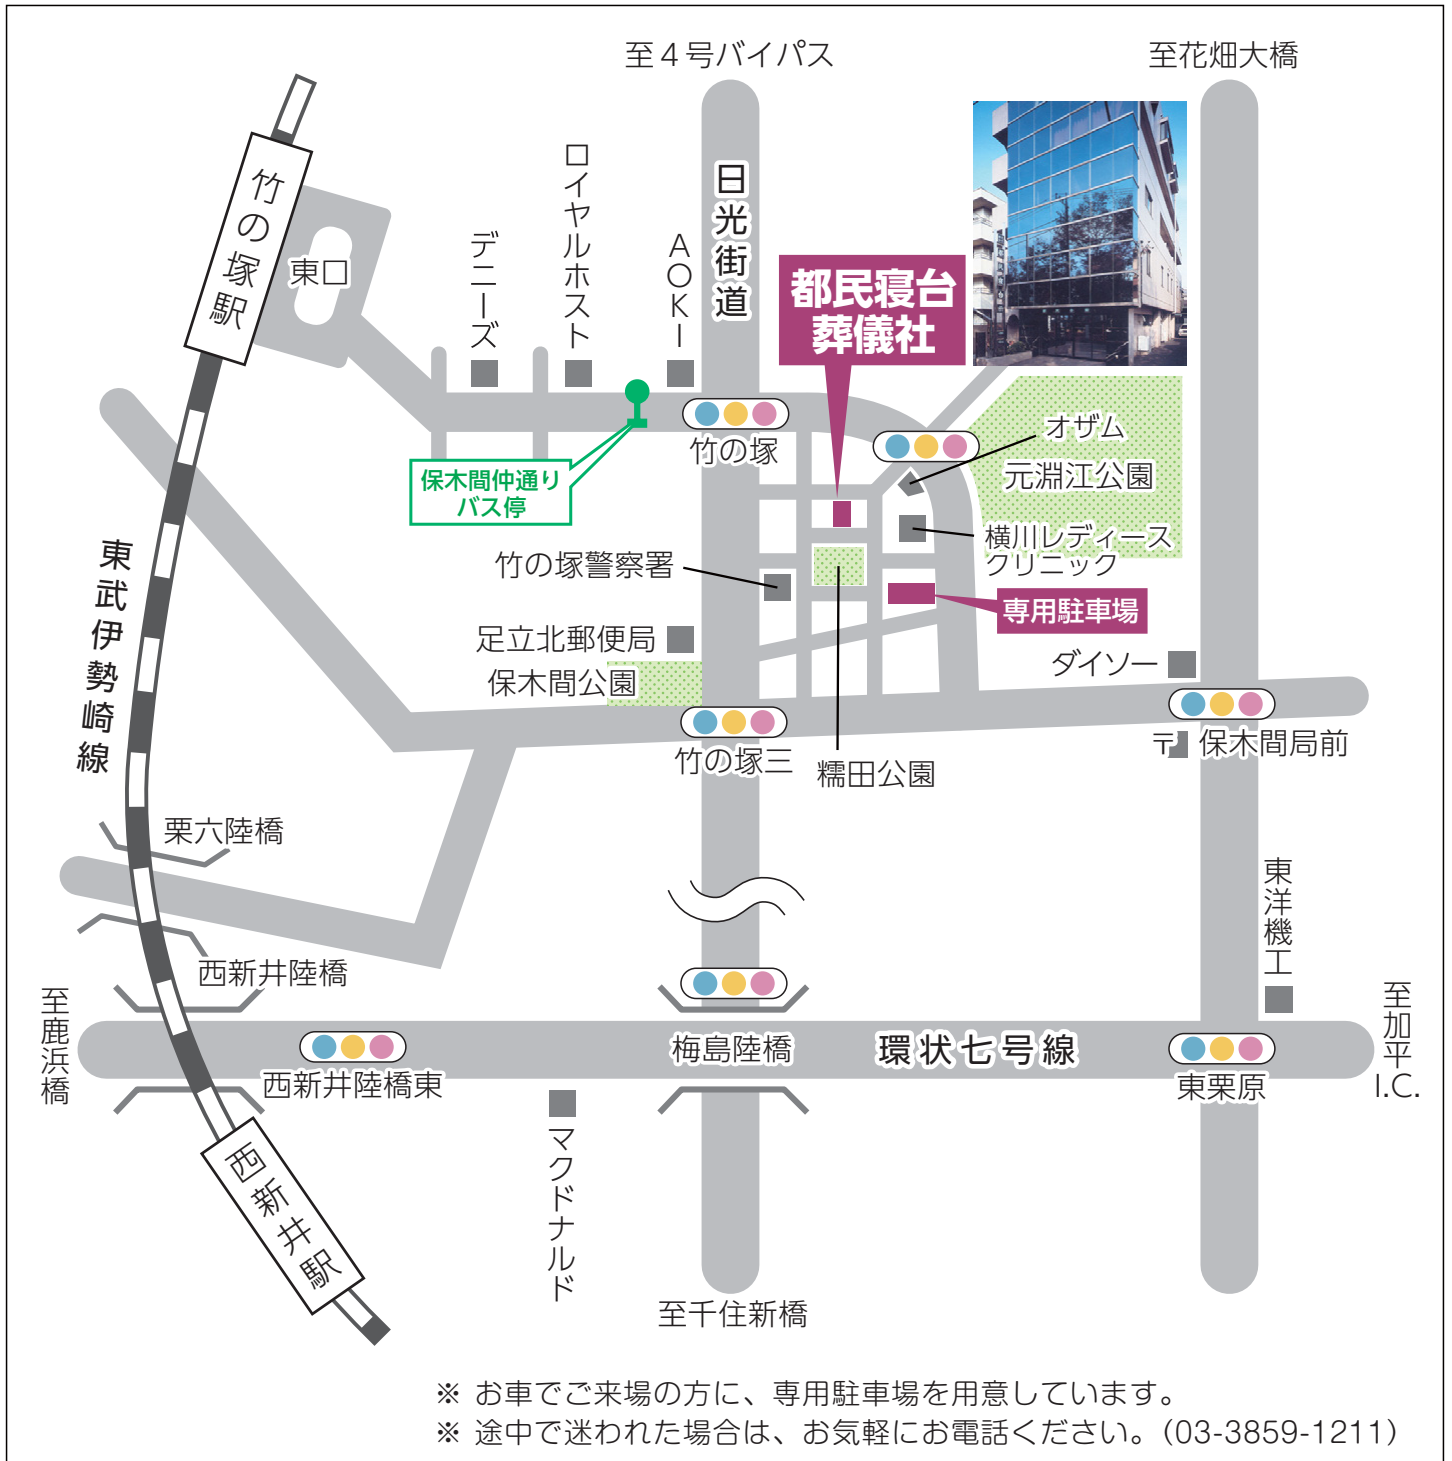 至4号バイパス
至花畑大橋
竹の塚駅
東口
デニーズ
ロイヤルホスト
AOKI
日光街道
都民寝台
葬儀社
保木間仲通り
バス停
竹の塚
オザム
元淵江公園
横川レディース
クリニック
竹の塚警察署
専用駐車場
足立北郵便局
保木間公園
ダイソー
竹の塚三
糯田公園
〒 保木間局前
東武伊勢崎線
栗六陸橋
西新井陸橋
東洋機工
至鹿浜橋
西新井陸橋東
梅島陸橋
環状七号線
東栗原
至加平
I.C.
マクドナルド
西新井駅
至千住新橋
※ お車でご来場の方に、専用駐車場を用意しています。
※ 途中で迷われた場合は、お気軽にお電話ください。(03-3859-1211)